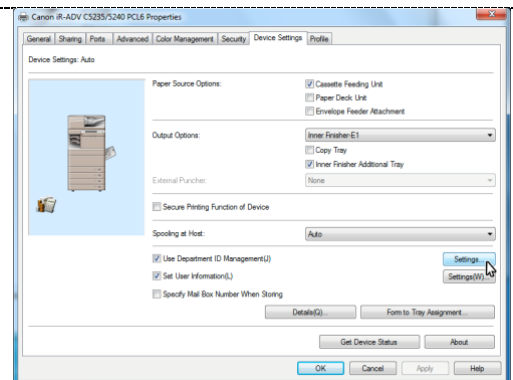 Canon iR-ADV C5235/5240 PCL6 Properties
General Sharing Ports Advanced Color Management Security Device Settings Profile
Device Settings: Auto
Paper Source Options:
Cassette Feeding Unit
Paper Deck Unit
Envelope Feeder Attachment
Output Options:
Inner Finisher-E1
Copy Tray
Inner Finisher Additional Tray
External Puncher:
None
Secure Printing Function of Device
Spooling at Host:
Auto
Use Department ID Management(J)
Settings...
Set User Information(L)
Settings(W)...
Specify Mail Box Number When Storing
Details(Q)... Form to Tray Assignment...
Get Device Status About
OK Cancel Apply Help